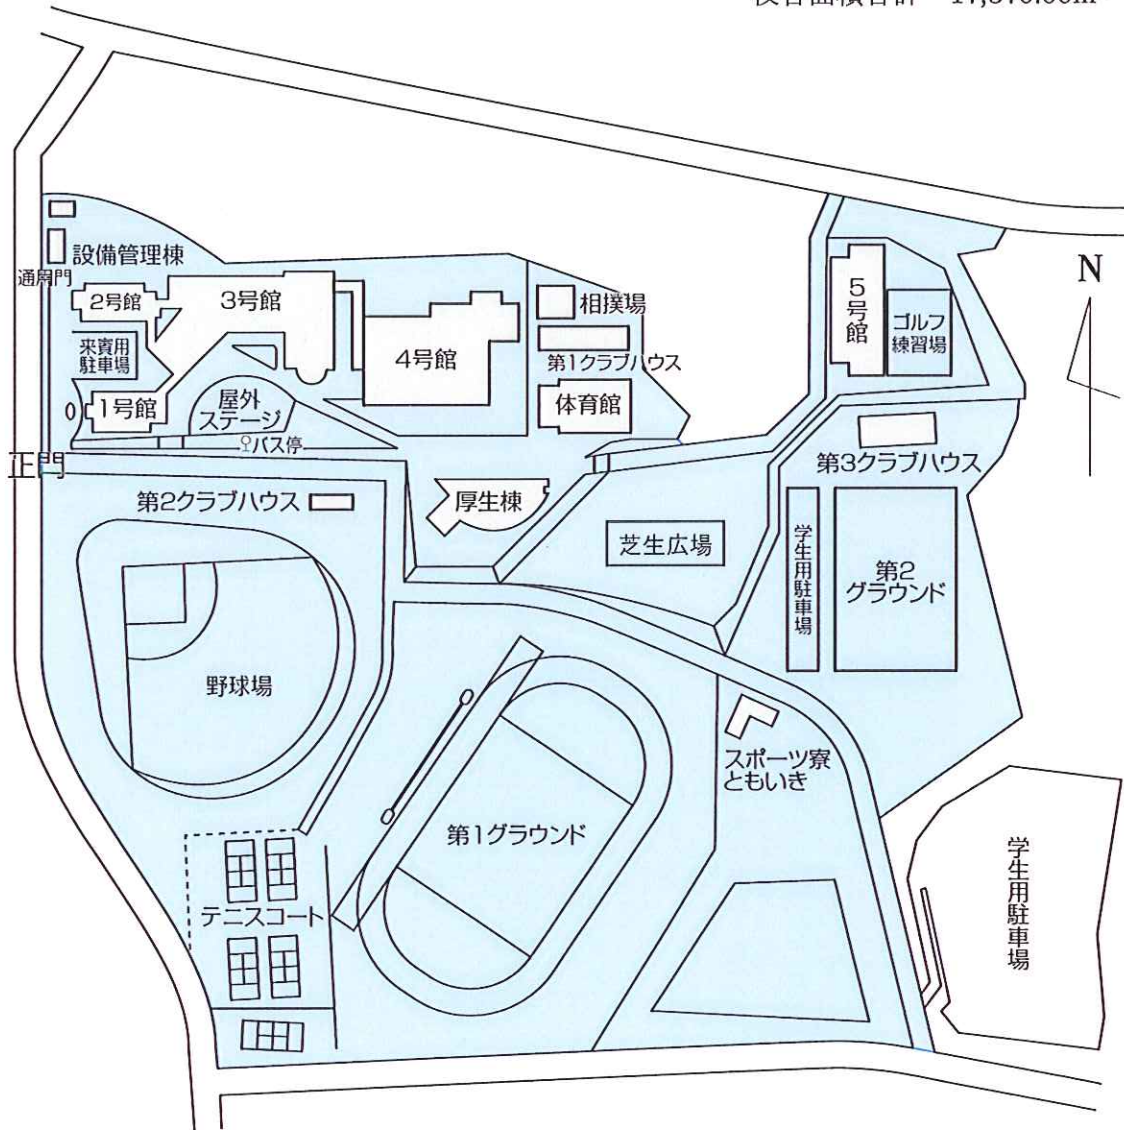 設備管理棟
通用門
2号館
3号館
5号館
N
相撲場
ゴルフ
練習場
来賓用
駐車場
4号館
第1クラブハウス
1号館
屋外
ステージ
体育館
バス停
正門
第3クラブハウス
第2クラブハウス
厚生棟
芝生広場
学生用駐車場
第2
グラウンド
野球場
スポーツ寮
ともいき
第1グラウンド
学生用駐車場
テニスコート